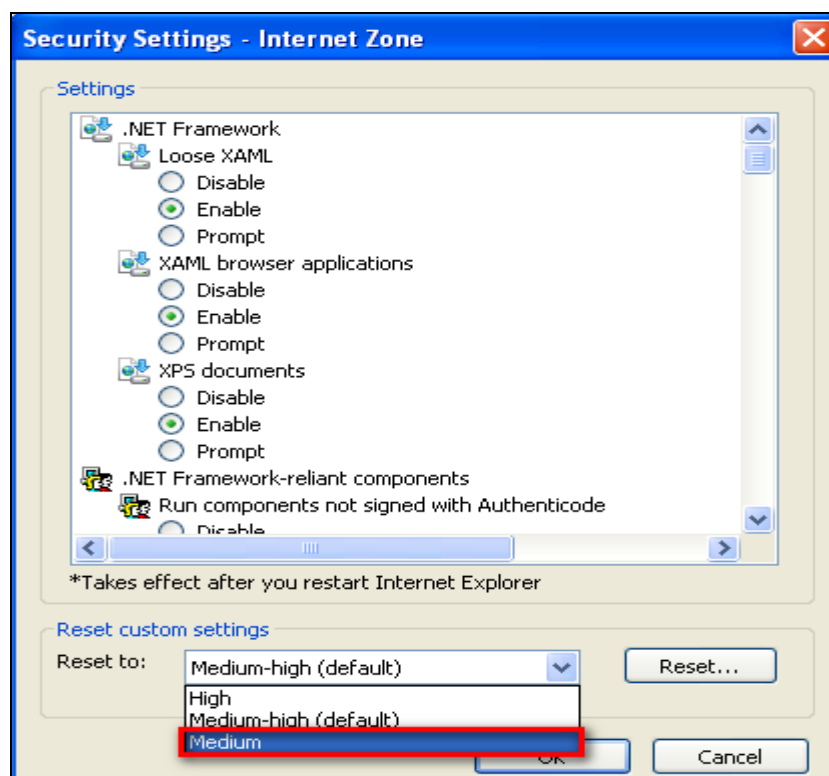 Security Settings - Internet Zone
Settings
.NET Framework
Loose XAML
Disable
Enable
Prompt
XAML browser applications
Disable
Enable
Prompt
XPS documents
Disable
Enable
Prompt
.NET Framework-reliant components
Run components not signed with Authenticode
Disable
*Takes effect after you restart Internet Explorer
Reset custom settings
Reset to: Medium-high (default) Reset...
High
Medium-high (default)
Medium
OK Cancel